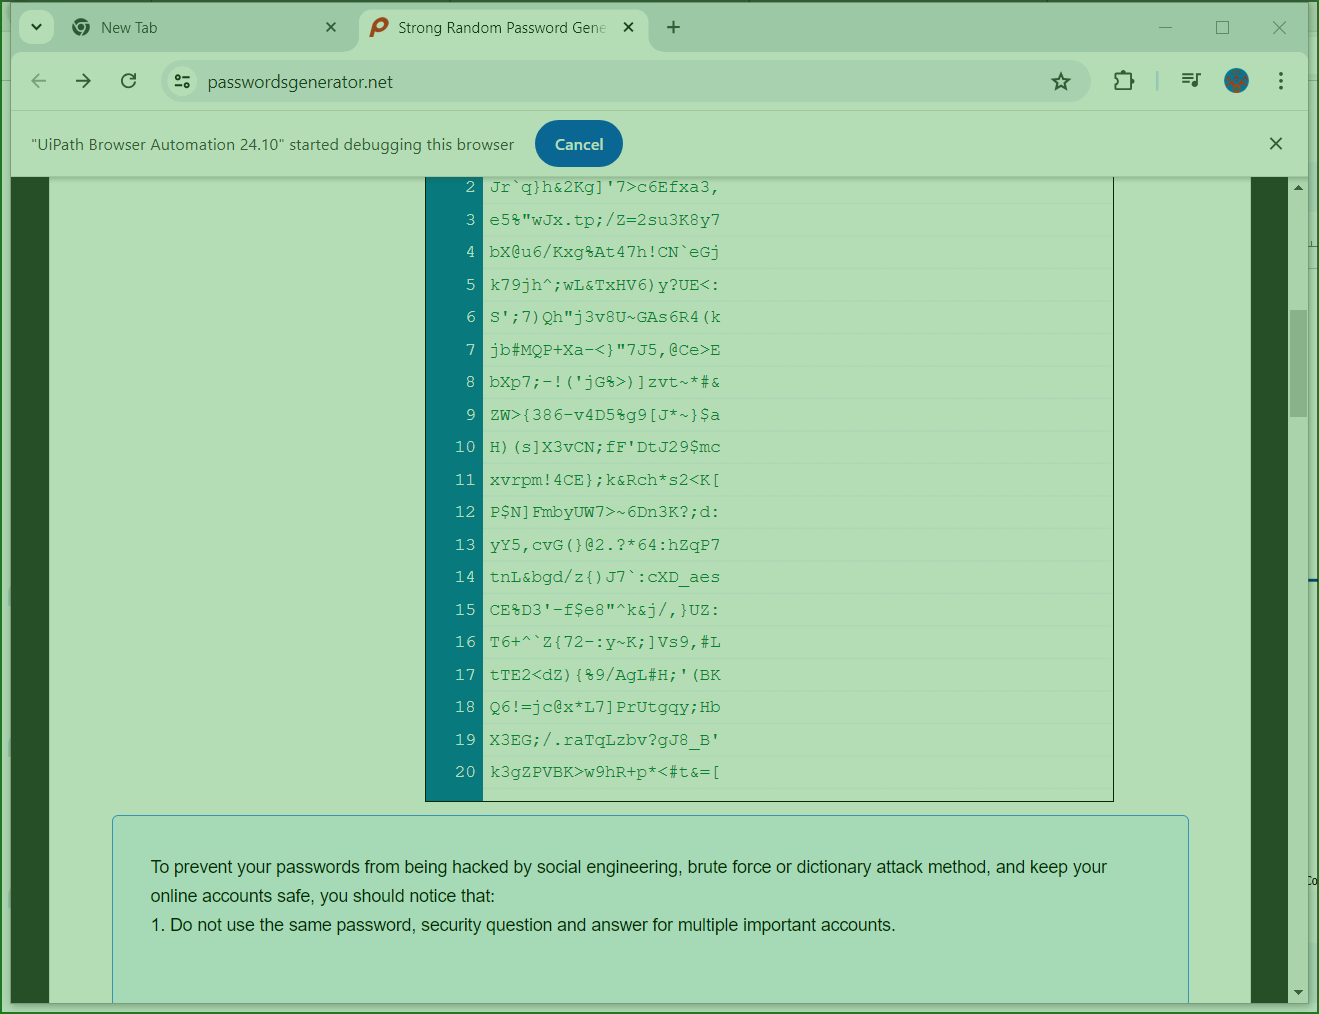 New Tab
Strong Random Password Gene
passwordsgenerator.net
"UiPath Browser Automation 24.10" started debugging this browser
Cancel
2 Jr`q}h&2Kg]'7>c6Efxa3,
3 e5%"wJx.tp;/Z=2su3K8y7
4 bX@u6/Kxg%At47h!CN`eGj
5 k79jh^;wL&TxHV6)y?UE<:
6 S';7)Qh"j3v8U~GAs6R4(k
7 jb#MQP+Xa-<}"7J5,@Ce>E
8 bXp7;-!('jG%>)]zvt~*#&
9 ZW>{386-v4D5%g9[J*~}$a
10 H)(s]X3vCN;fF'DtJ29$mc
11 xvrpm!4CE};k&Rch*s2<K[
12 P$N]FmbyUW7>~6Dn3K?;d:
13 yY5,cvG(}@2.?*64:hZqP7
14 tnL&bgd/z{)J7`:cXD_aes
15 CE%D3'-f$e8"^k&j/,}UZ:
16 T6+^`Z{72-:y~K;]Vs9,#L
17 tTE2<dZ){%9/AgL#H;'(BK
18 Q6!=jc@x*L7]PrUtgqy;Hb
19 X3EG;/.raTqLzbv?gJ8_B'
20 k3gZPVBK>w9hR+p*<#t&=[
To prevent your passwords from being hacked by social engineering, brute force or dictionary attack method, and keep your
online accounts safe, you should notice that:
1. Do not use the same password, security question and answer for multiple important accounts.